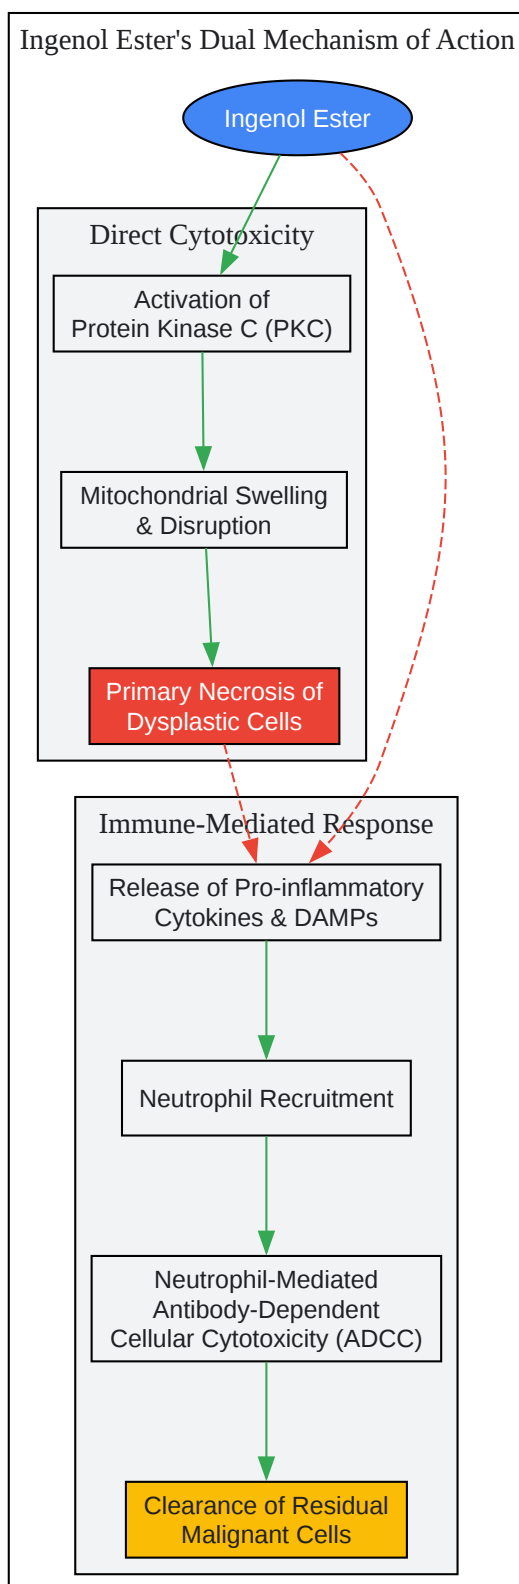 Ingenol Ester's Dual Mechanism of Action
Ingenol Ester
Direct Cytotoxicity
Activation of
Protein Kinase C (PKC)
Mitochondrial Swelling
& Disruption
Primary Necrosis of
Dysplastic Cells
Immune-Mediated Response
Release of Pro-inflammatory
Cytokines & DAMPs
Neutrophil Recruitment
Neutrophil-Mediated
Antibody-Dependent
Cellular Cytotoxicity (ADCC)
Clearance of Residual
Malignant Cells